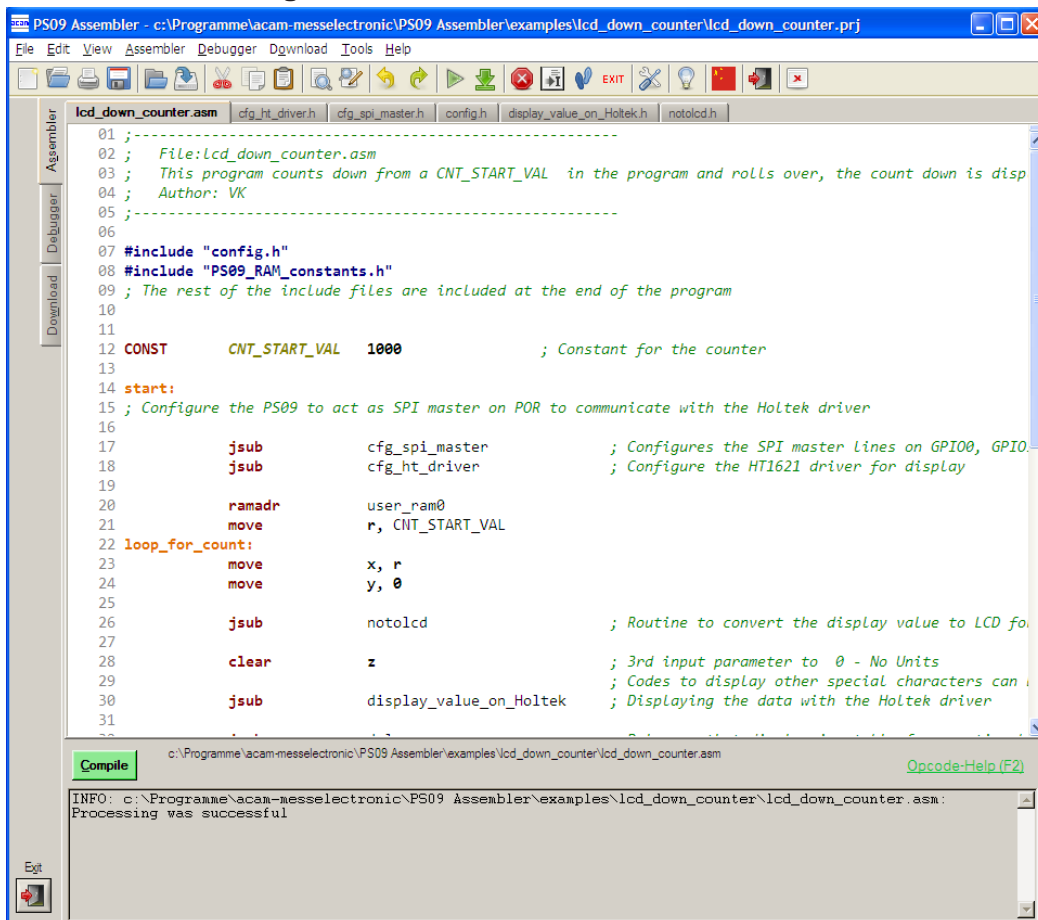 acam PS09 Assembler - c:\Programme\acam-messelectronic\PS09 Assembler\examples\lcd_down_counter\lcd_down_counter.prj
File Edit View Assembler Debugger Download Tools Help
EXIT
lcd_down_counter.asm cfg_ht_driver.h cfg_spi_master.h config.h display_value_on_Holtek.h notolcd.h
Assembler
Debugger
Download
01 ;-----------------------------------------------------
02 ;   File:lcd_down_counter.asm
03 ;   This program counts down from a CNT_START_VAL  in the program and rolls over, the count down is disp
04 ;   Author: VK
05 ;-----------------------------------------------------
06
07 #include "config.h"
08 #include "PS09_RAM_constants.h"
09 ; The rest of the include files are included at the end of the program
10
11
12 CONST CNT_START_VAL 1000 ; Constant for the counter
13
14 start:
15 ; Configure the PS09 to act as SPI master on POR to communicate with the Holtek driver
16
17 jsub cfg_spi_master ; Configures the SPI master lines on GPIO0, GPIO
18 jsub cfg_ht_driver ; Configure the HT1621 driver for display
19
20 ramadr user_ram0
21 move r, CNT_START_VAL
22 loop_for_count:
23 move x, r
24 move y, 0
25
26 jsub notolcd ; Routine to convert the display value to LCD fo
27
28 clear z ; 3rd input parameter to  0 - No Units
29 ; Codes to display other special characters can
30 jsub display_value_on_Holtek ; Displaying the data with the Holtek driver
31
Compile c:\Programme\acam-messelectronic\PS09 Assembler\examples\lcd_down_counter\lcd_down_counter.asm
Opcode-Help (F2)
INFO: c:\Programme\acam-messelectronic\PS09 Assembler\examples\lcd_down_counter\lcd_down_counter.asm:
Processing was successful
Exit